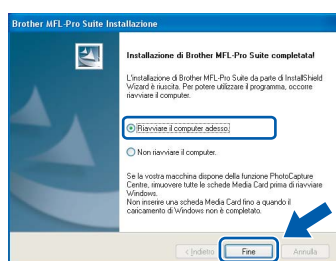 Brother MFL-Pro Suite Installazione
Installazione di Brother MFL-Pro Suite completata!
L'installazione di Brother MFL-Pro Suite da parte di InstallShield
Wizard è riuscita. Per potere utilizzare il programma, occorre
riavviare il computer.
Riavviare il computer adesso.
Non riavviare il computer.
Se la vostra macchina dispone della funzione PhotoCapture
Centre, rimuovere tutte le schede Media Card prima di riavviare
Windows.
Non inserire una scheda Media Card fino a quando il
caricamento di Windows non è completato.
< Indietro
Fine
Annulla